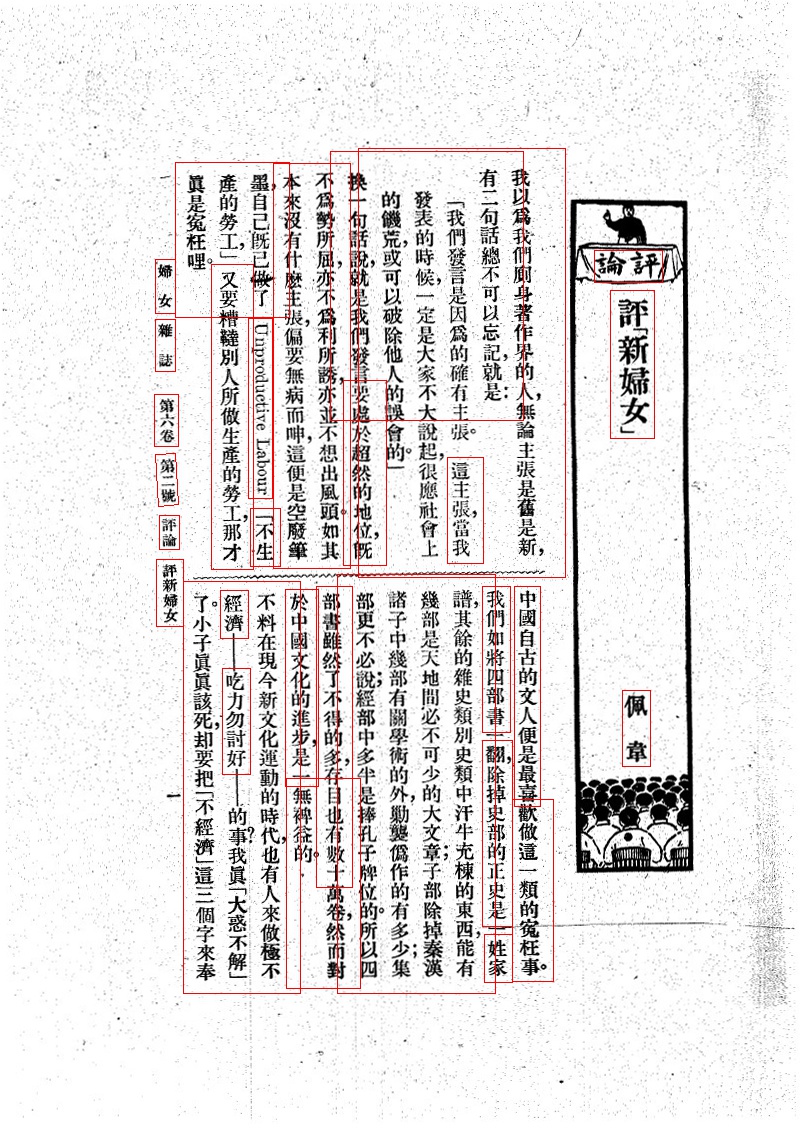 評論
評「新婦女」
佩章
我以爲我們廁身著作界的人，無論主張是舊是新，
有二句話總不可以忘記，就是：
「我們發言是因爲的確有主張。這主張，當我
發表的時候，一定是大家不大說起，很應社會上
的饑荒，或可以破除他人的誤會的。」
換一句話說，就是我們發言要處於超然的地位，旣
不爲勢所屈，亦不爲利所誘，亦並不想出風頭。如其
本來沒有什麽主張，偏要無病而呻，這便是空廢筆
墨，自己旣已做了 Unproductive Labour 「不生
產的勞工，」又要糟韃別人所做生產的勞工，那才
眞是寃枉哩。
中國自古的文人便是最喜歡做這一類的寃枉事。
我們如將四部書一翻，除掉史部的正史是一姓家
譜，其餘的雜史類別史類中汗牛充棟的東西，能有
幾部是天地間必不可少的大文章；子部除掉秦漢
諸子中幾部有關學術的外，勦襲僞作的有多少；集
部更不必說；經部中多半是捧孔子牌位的。所以四
部書雖然了不得的多，存目也有數十萬卷，然而對
於中國文化的進步，是一無裨益的。
不料在現今新文化運動的時代，也有人來做極不
經濟——吃力勿討好——的事？我眞「大惑不解」
了。小子眞眞該死，却要把「不經濟」這三個字來奉
婦女雜誌 第六卷 第二號 評論 評新婦女
一